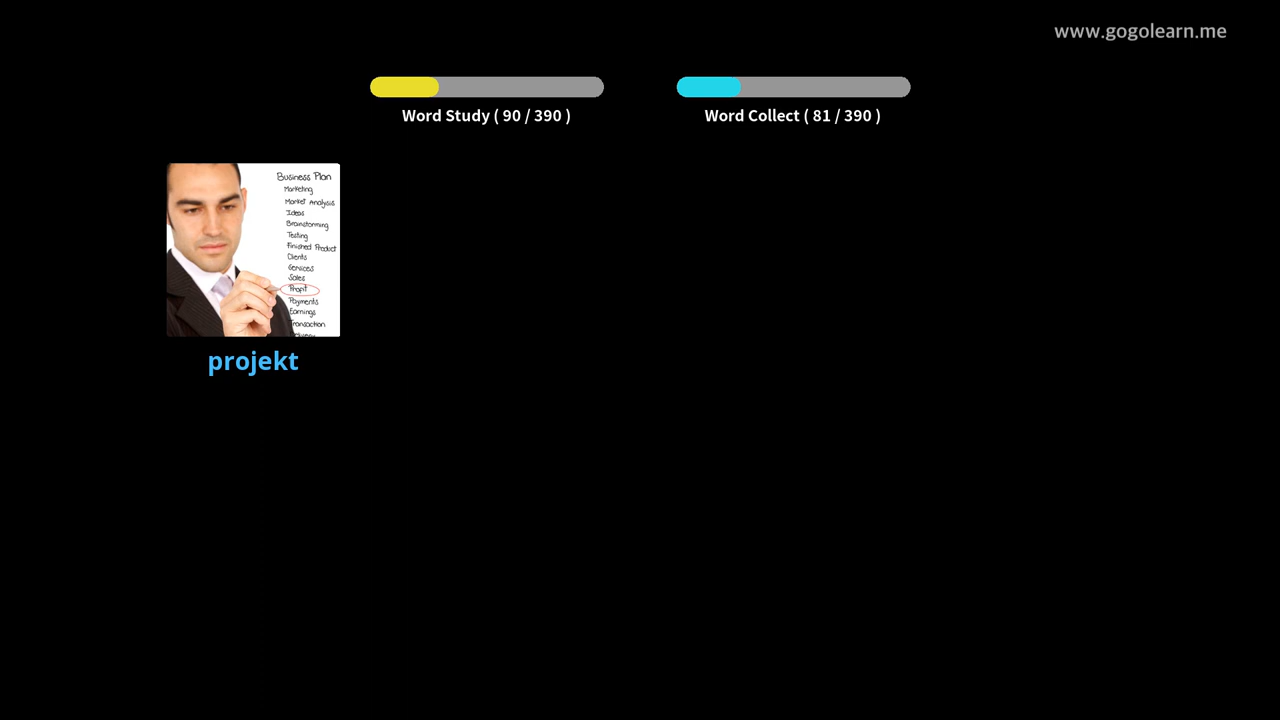 www.gogolearn.me
Word Study ( 90 / 390 )
Word Collect ( 81 / 390 )
Business Plan
Marketing
Market Analysis
Ideas
Brainstorming
Testing
Finished Product
Clients
Services
Sales
Profit
Payments
Earnings
Transaction
projekt